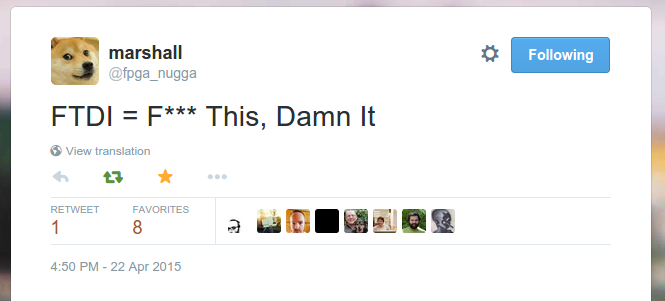 marshall
@fpga_nugga
Following
FTDI = F*** This, Damn It
View translation
RETWEET FAVORITES
1 8
4:50 PM - 22 Apr 2015